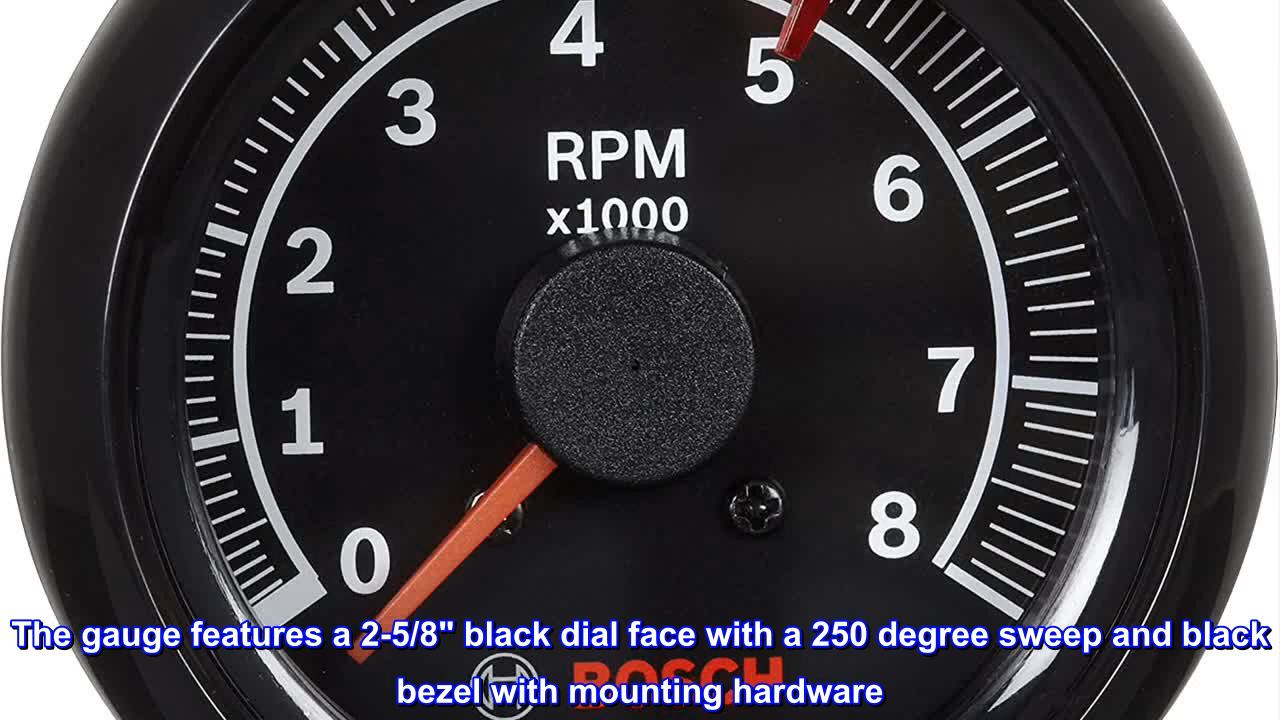 4
3
5
RPM
x1000
6
2
7
1
8
0
The gauge features a 2-5/8" black dial face with a 250 degree sweep and black
bezel with mounting hardware
BOSCH